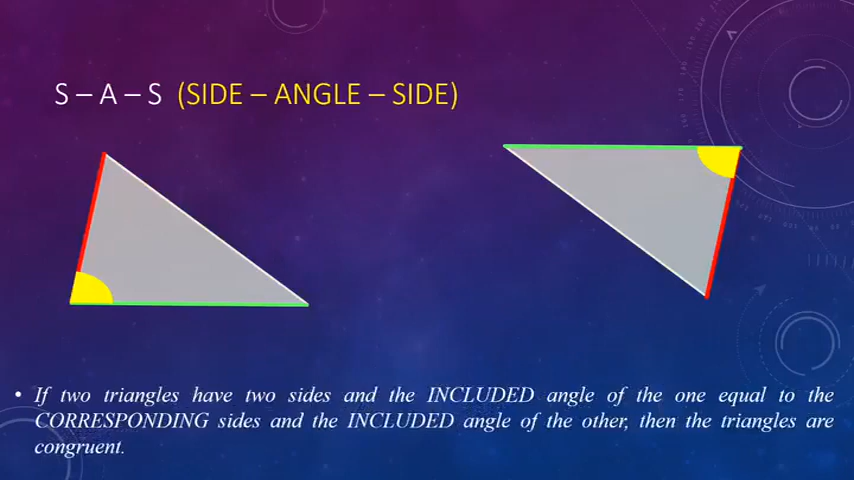 S – A – S (SIDE – ANGLE – SIDE)
• If two triangles have two sides and the INCLUDED angle of the one equal to the
CORRESPONDING sides and the INCLUDED angle of the other, then the triangles are
congruent.